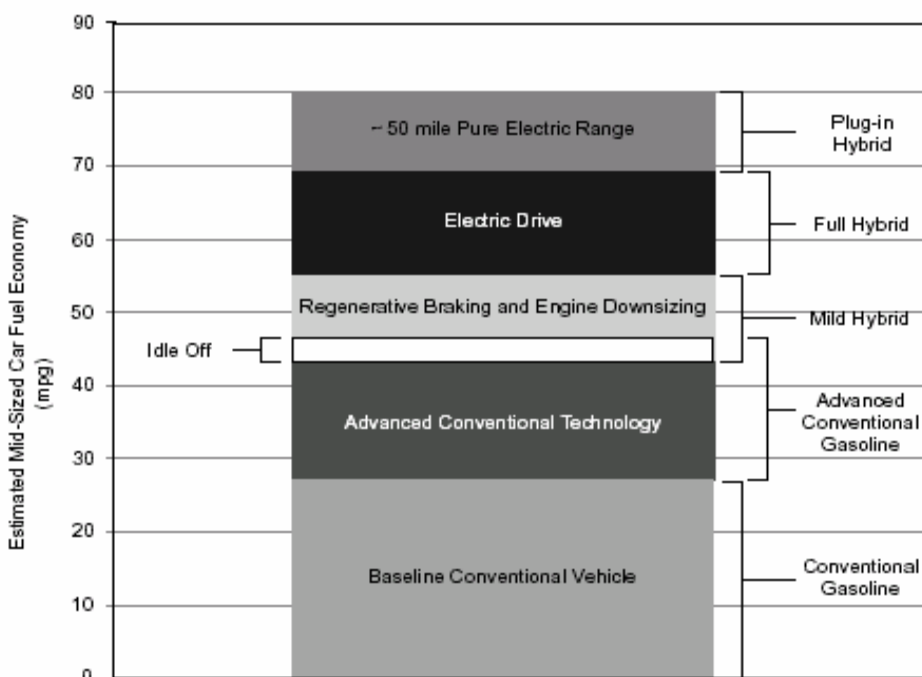 90
80
70
60
50
40
30
20
10
0
Estimated Mid-Sized Car Fuel Economy
(mpg)
~ 50 mile Pure Electric Range
Electric Drive
Regenerative Braking and Engine Downsizing
Idle Off
Advanced Conventional Technology
Baseline Conventional Vehicle
Plug-in
Hybrid
Full Hybrid
Mild Hybrid
Advanced
Conventional
Gasoline
Conventional
Gasoline